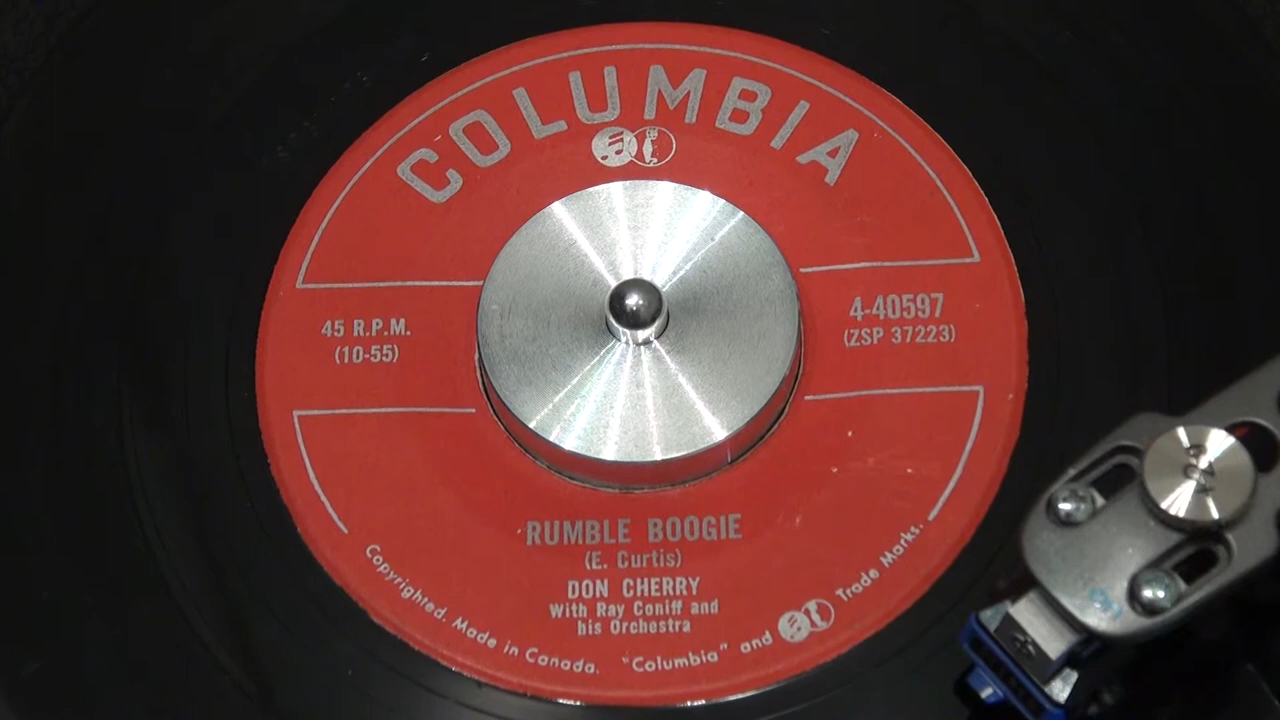 COLUMBIA
45 R.P.M.
(10-55)
4-40597
(ZSP 37223)
RUMBLE BOOGIE
(E. Curtis)
DON CHERRY
With Ray Coniff and
his Orchestra
Copyrighted. Made in Canada. "Columbia" and Trade Marks.